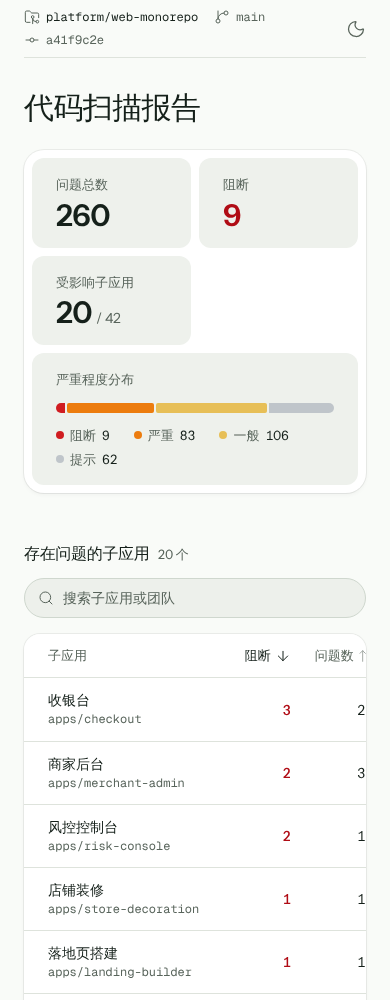 platform/web-monorepo main
a41f9c2e
代码扫描报告
问题总数 阻断
260 9
受影响子应用
20 / 42
严重程度分布
阻断 9 严重 83 一般 106
提示 62
存在问题的子应用 20 个
搜索子应用或团队
子应用 阻断 ↓ 问题数 ↑
收银台
apps/checkout 3
商家后台
apps/merchant-admin 2
风控控制台
apps/risk-console 2
店铺装修
apps/store-decoration 1
落地页搭建
apps/landing-builder 1